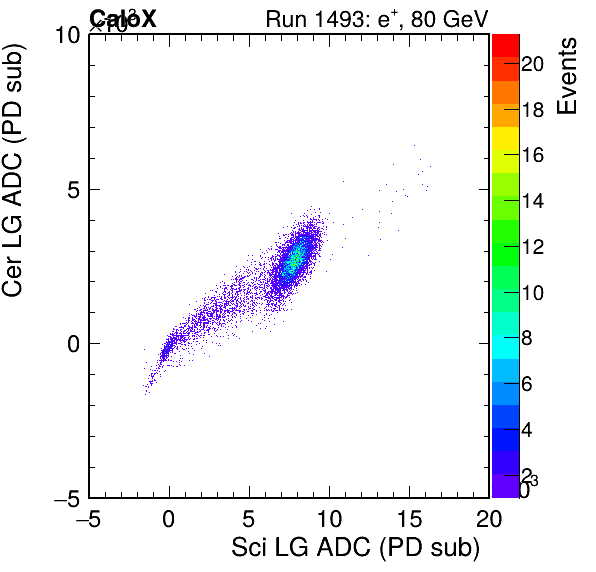 CaloX
×10³
Run 1493: e⁺, 80 GeV
Cer LG ADC (PD sub)
10
5
0
−5
−5 0 5 10 15 20
Sci LG ADC (PD sub)
Events
20
18
16
14
12
10
8
6
4
2
0